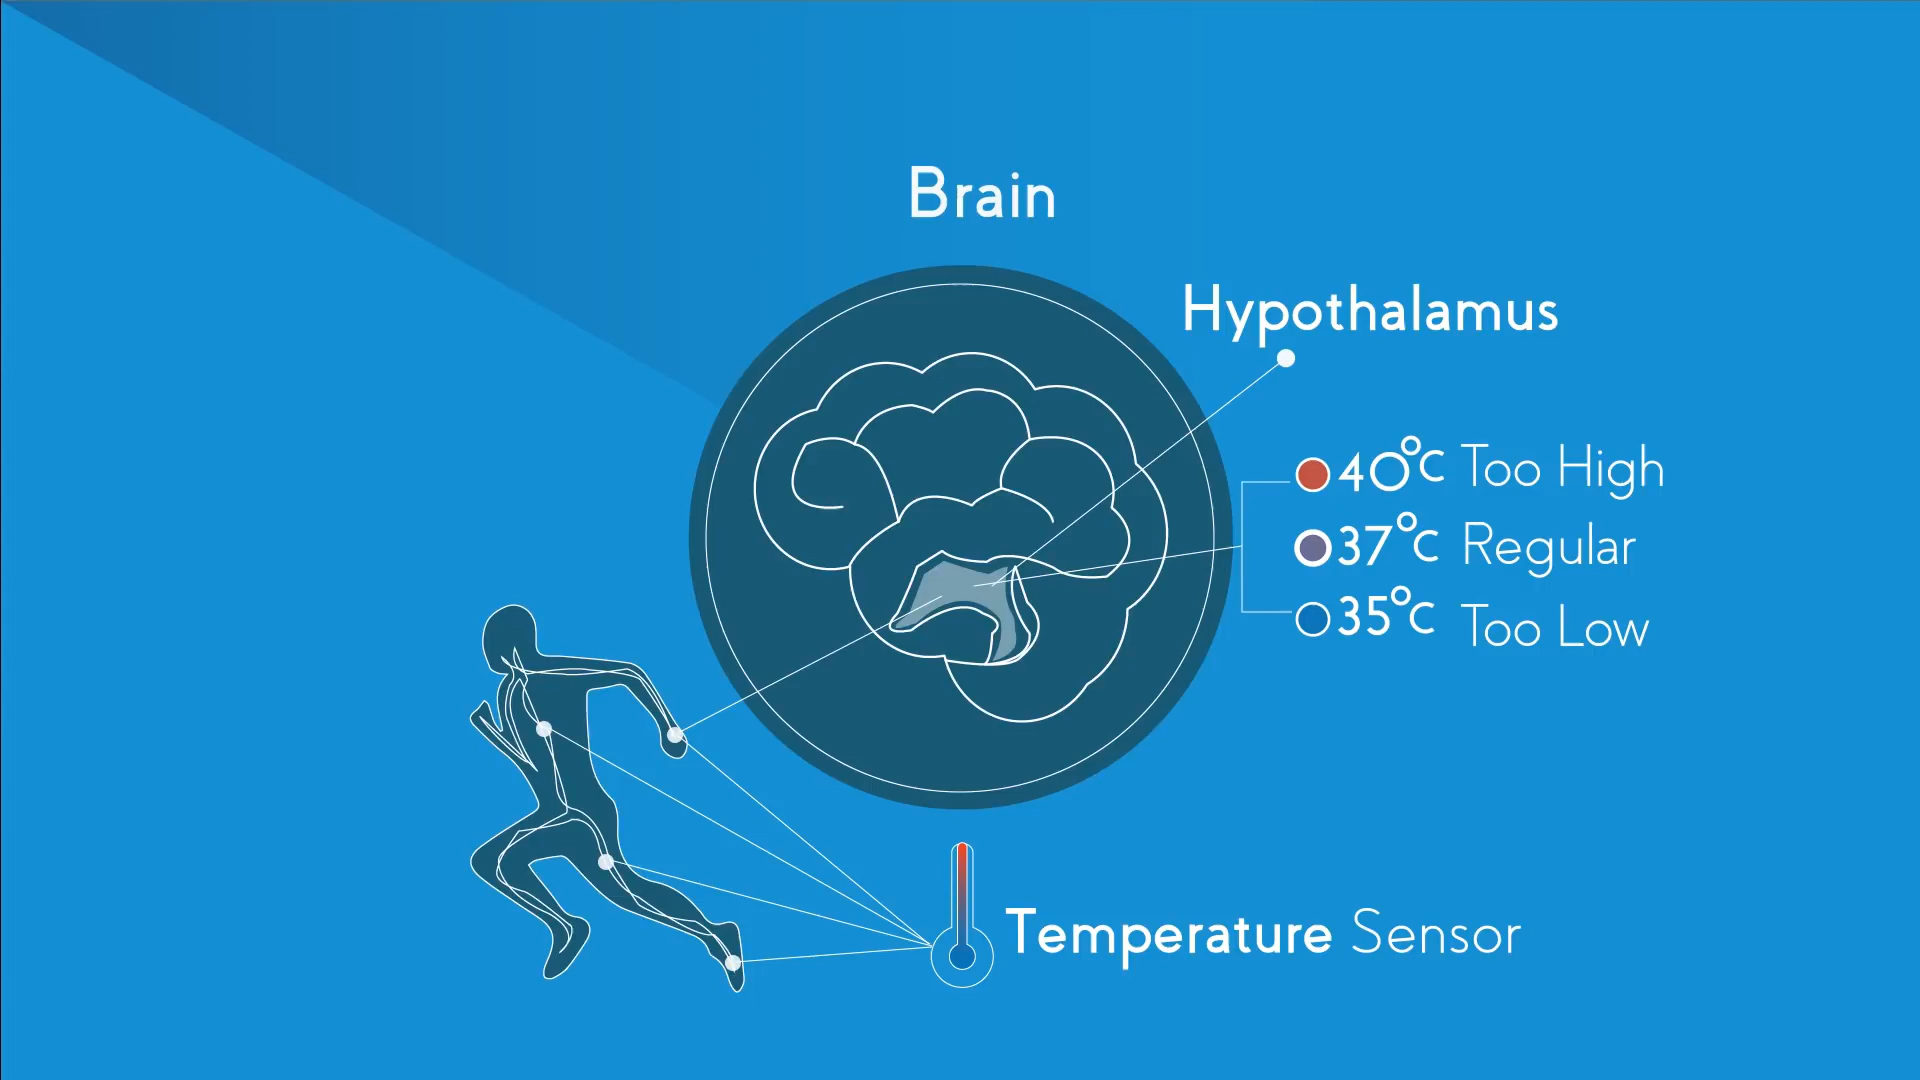 Brain
Hypothalamus
40°C Too High
37°C Regular
35°C Too Low
Temperature Sensor